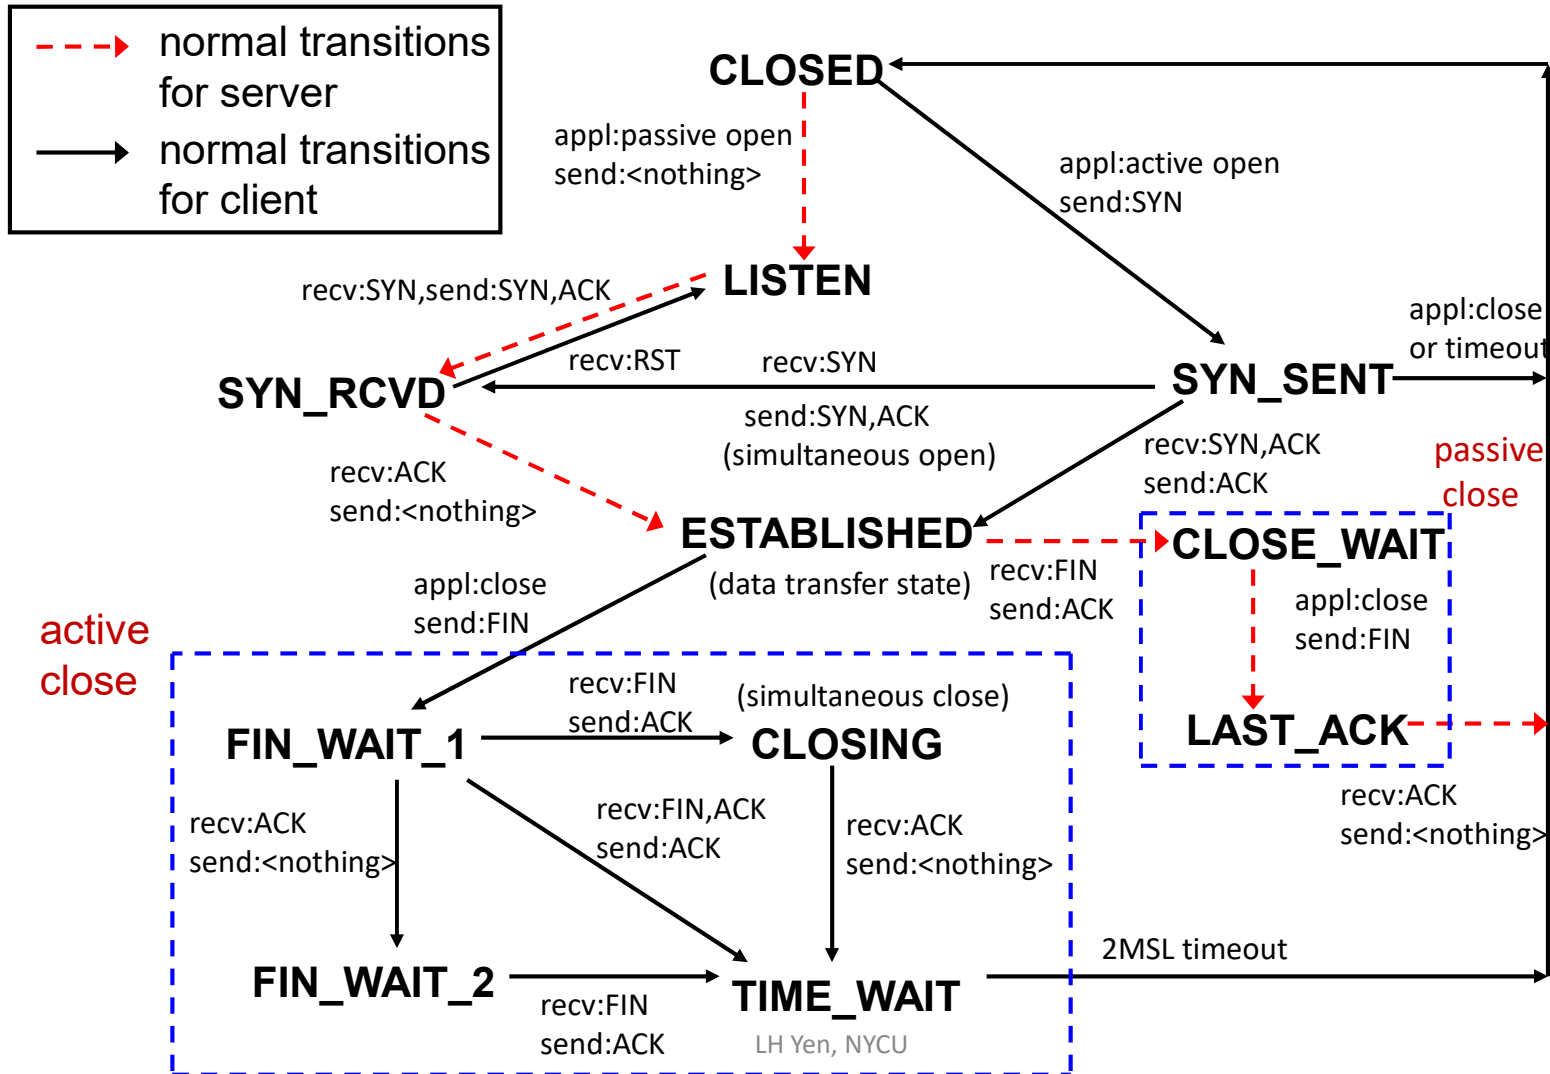 normal transitions
for server
normal transitions
for client
CLOSED
appl:passive open
send:<nothing>
appl:active open
send:SYN
LISTEN
recv:SYN,send:SYN,ACK
recv:RST
appl:close
or timeout
SYN_RCVD
recv:SYN
SYN_SENT
send:SYN,ACK
(simultaneous open)
recv:SYN,ACK
send:ACK
passive
close
recv:ACK
send:<nothing>
ESTABLISHED
(data transfer state)
recv:FIN
send:ACK
CLOSE_WAIT
appl:close
send:FIN
appl:close
send:FIN
active
close
recv:FIN
send:ACK
(simultaneous close)
FIN_WAIT_1
CLOSING
LAST_ACK
recv:ACK
send:<nothing>
recv:ACK
send:<nothing>
recv:FIN,ACK
send:ACK
recv:ACK
send:<nothing>
2MSL timeout
FIN_WAIT_2
recv:FIN
send:ACK
TIME_WAIT
LH Yen, NYCU